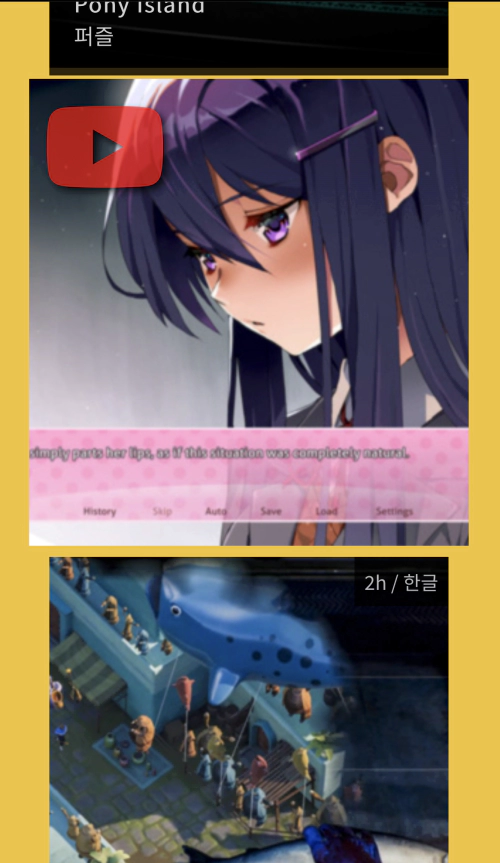 Pony Island
퍼즐
simply parts her lips, as if this situation was completely natural.
History Skip Auto Save Load Settings
2h / 한글